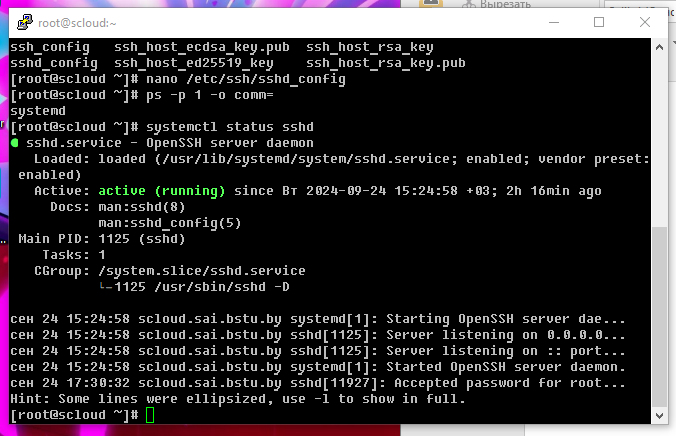 Вырезать
root@scloud:~
ssh_config   ssh_host_ecdsa_key.pub  ssh_host_rsa_key
sshd_config  ssh_host_ed25519_key    ssh_host_rsa_key.pub
[root@scloud ~]# nano /etc/ssh/sshd_config
[root@scloud ~]# ps -p 1 -o comm=
systemd
[root@scloud ~]# systemctl status sshd
● sshd.service - OpenSSH server daemon
   Loaded: loaded (/usr/lib/systemd/system/sshd.service; enabled; vendor preset:
 enabled)
   Active: active (running) since Вт 2024-09-24 15:24:58 +03; 2h 16min ago
     Docs: man:sshd(8)
           man:sshd_config(5)
 Main PID: 1125 (sshd)
    Tasks: 1
   CGroup: /system.slice/sshd.service
           └─1125 /usr/sbin/sshd -D
сен 24 15:24:58 scloud.sai.bstu.by systemd[1]: Starting OpenSSH server dae...
сен 24 15:24:58 scloud.sai.bstu.by sshd[1125]: Server listening on 0.0.0.0...
сен 24 15:24:58 scloud.sai.bstu.by sshd[1125]: Server listening on :: port...
сен 24 15:24:58 scloud.sai.bstu.by systemd[1]: Started OpenSSH server daemon.
сен 24 17:30:32 scloud.sai.bstu.by sshd[11927]: Accepted password for root...
Hint: Some lines were ellipsized, use -l to show in full.
[root@scloud ~]#